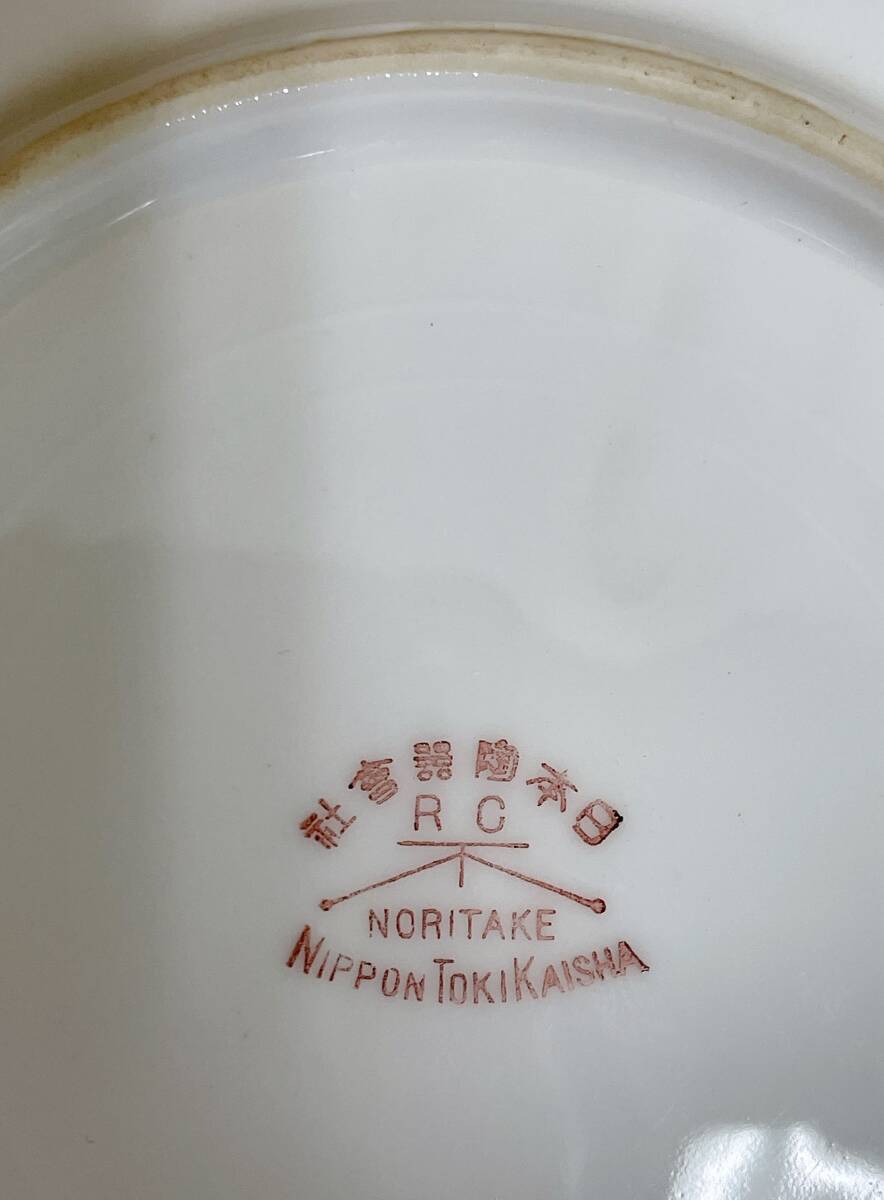 日本陶器會社
R C
NORITAKE
NIPPON TOKI KAISHA